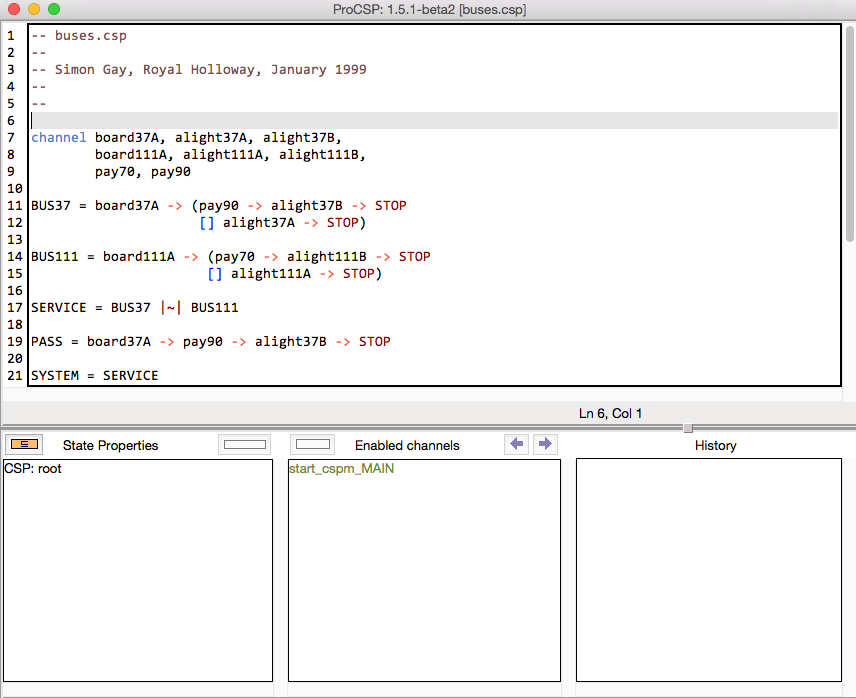 ProCSP: 1.5.1-beta2 [buses.csp]
1 -- buses.csp
2 --
3 -- Simon Gay, Royal Holloway, January 1999
4 --
5 --
6
7 channel board37A, alight37A, alight37B,
8         board111A, alight111A, alight111B,
9         pay70, pay90
10
11 BUS37 = board37A -> (pay90 -> alight37B -> STOP
12                      [] alight37A -> STOP)
13
14 BUS111 = board111A -> (pay70 -> alight111B -> STOP
15                       [] alight111A -> STOP)
16
17 SERVICE = BUS37 |~| BUS111
18
19 PASS = board37A -> pay90 -> alight37B -> STOP
20
21 SYSTEM = SERVICE
Ln 6, Col 1
State Properties Enabled channels History
CSP: root start_cspm_MAIN